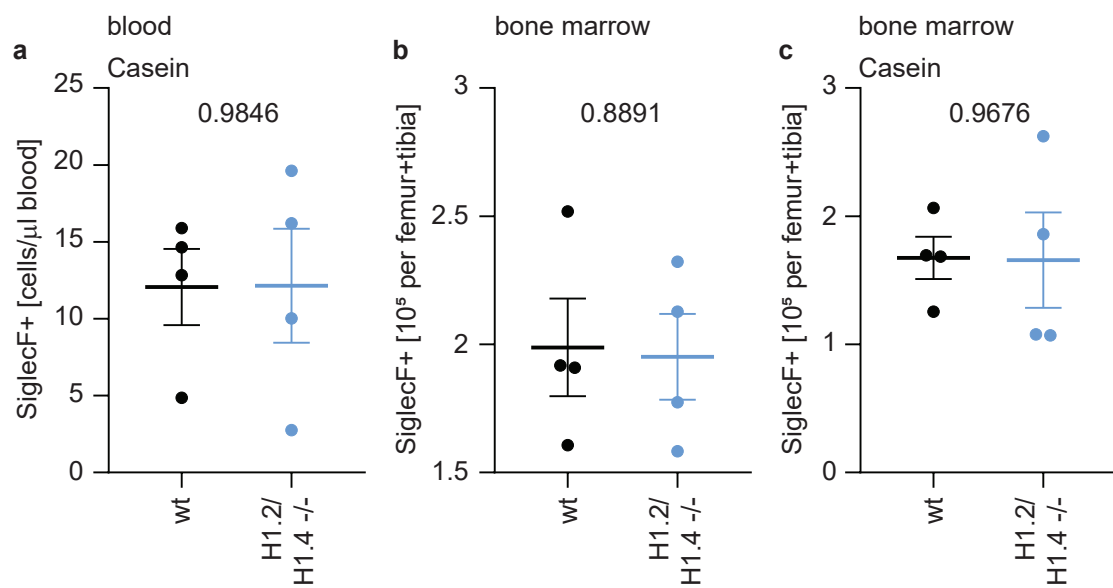 a
blood
Casein
0.9846
SiglecF+ [cells/µl blood]
25
20
15
10
5
0
wt
H1.2/
H1.4 -/-
b
bone marrow
0.8891
SiglecF+ [10⁵ per femur+tibia]
3
2.5
2
1.5
wt
H1.2/
H1.4 -/-
c
bone marrow
Casein
0.9676
SiglecF+ [10⁵ per femur+tibia]
3
2
1
0
wt
H1.2/
H1.4 -/-